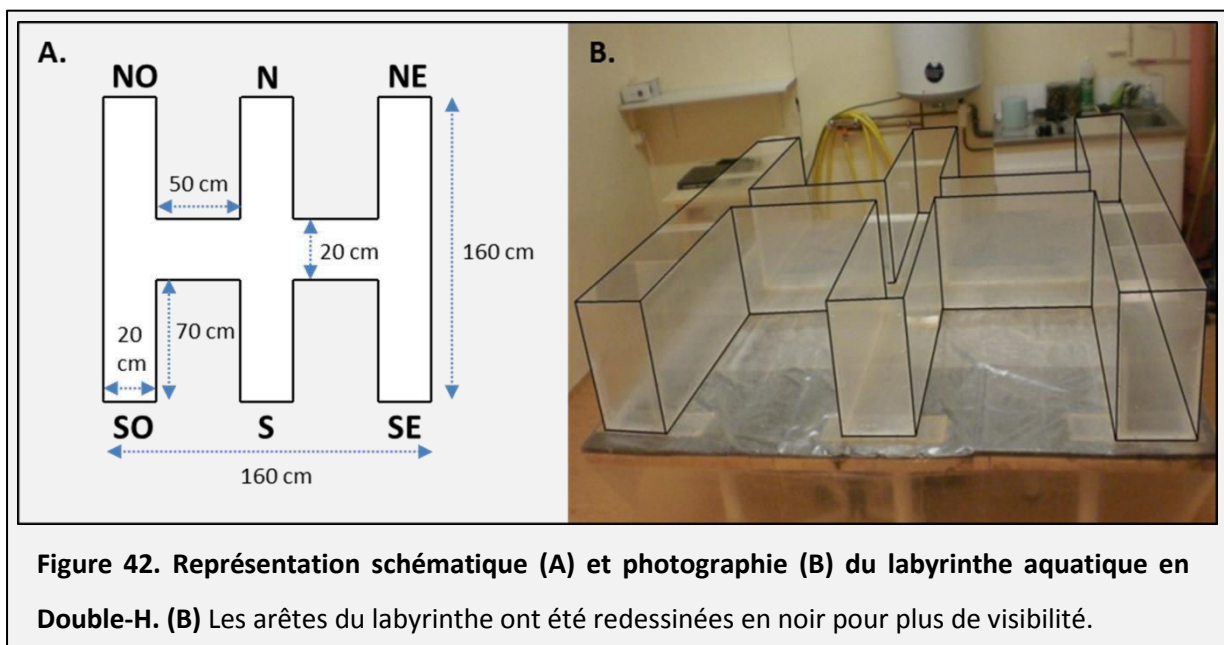 A.
B.
NO N NE
50 cm
20 cm
160 cm
20
cm
70 cm
SO S SE
160 cm
Figure 42. Représentation schématique (A) et photographie (B) du labyrinthe aquatique en
Double-H. (B) Les arêtes du labyrinthe ont été redessinées en noir pour plus de visibilité.